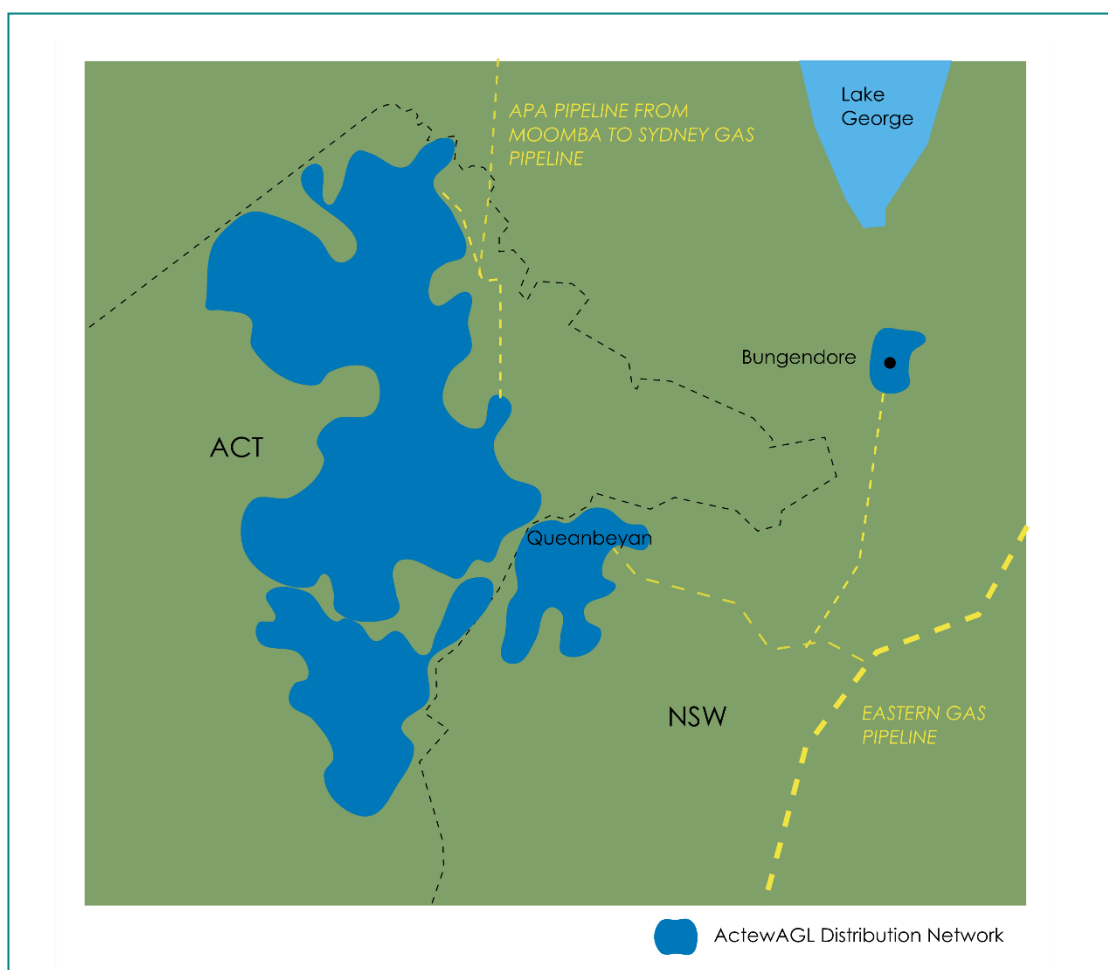 Lake
George
APA PIPELINE FROM
MOOMBA TO SYDNEY GAS
PIPELINE
Bungendore
ACT
Queanbeyan
NSW
EASTERN GAS
PIPELINE
ActewAGL Distribution Network